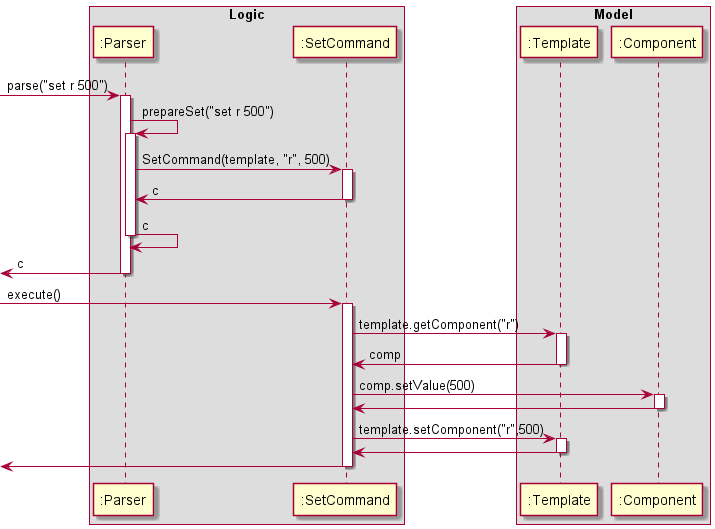 Logic
Model
:Parser
:SetCommand
:Template
:Component
parse("set r 500")
prepareSet("set r 500")
SetCommand(template, "r", 500)
c
c
c
execute()
template.getComponent("r")
comp
comp.setValue(500)
template.setComponent("r",500)
:Parser
:SetCommand
:Template
:Component